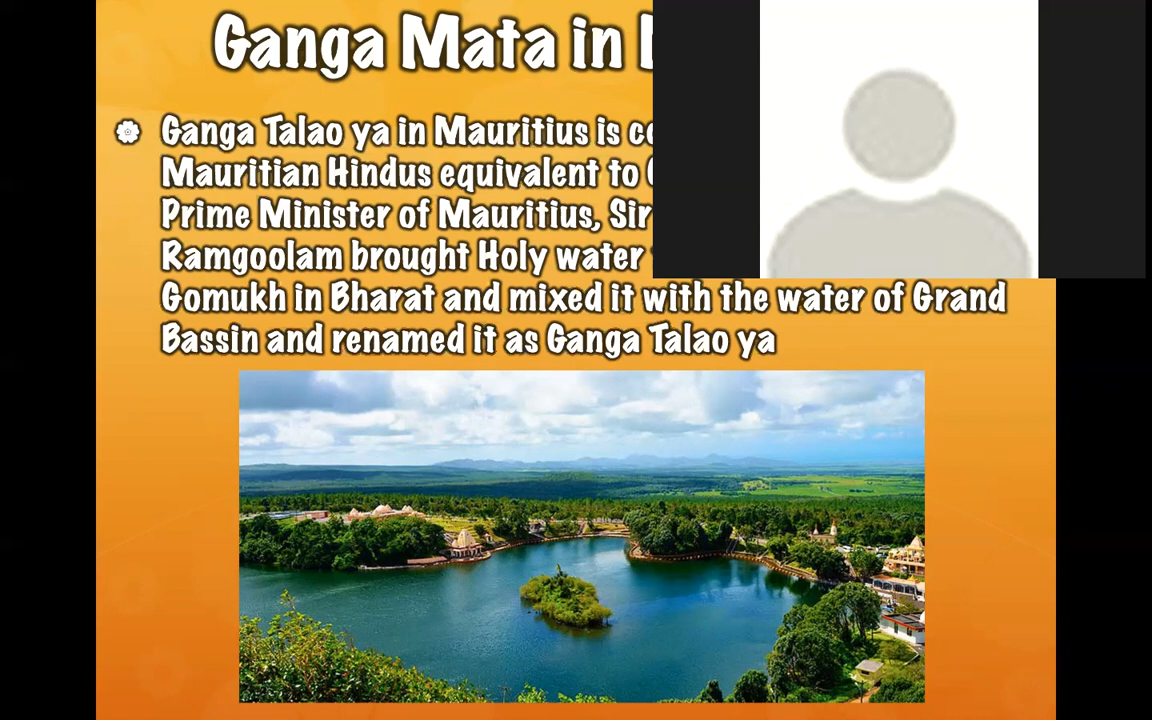 Ganga Mata in
Ganga Talao ya in Mauritius is
Mauritian Hindus equivalent to
Prime Minister of Mauritius, Sir
Ramgoolam brought Holy water
Gomukh in Bharat and mixed it with the water of Grand
Bassin and renamed it as Ganga Talao ya